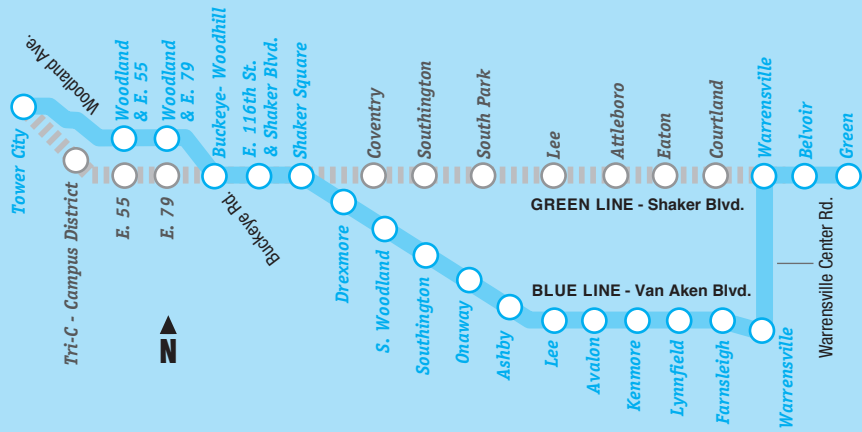 Woodland Ave.
Tower City
Tri-C - Campus District
Woodland
& E. 55
E. 55
Woodland
& E. 79
E. 79
Buckeye- Woodhill
Buckeye Rd.
E. 116th St.
& Shaker Blvd.
Shaker Square
Coventry
Southington
South Park
Lee
Attleboro
Eaton
Courtland
Warrensville
Belvoir
Green
GREEN LINE - Shaker Blvd.
Drexmore
S. Woodland
Southington
Onaway
Ashby
Lee
Avalon
Kenmore
Lynnfield
Farnsleigh
Warrensville
BLUE LINE - Van Aken Blvd.
Warrensville Center Rd.
N